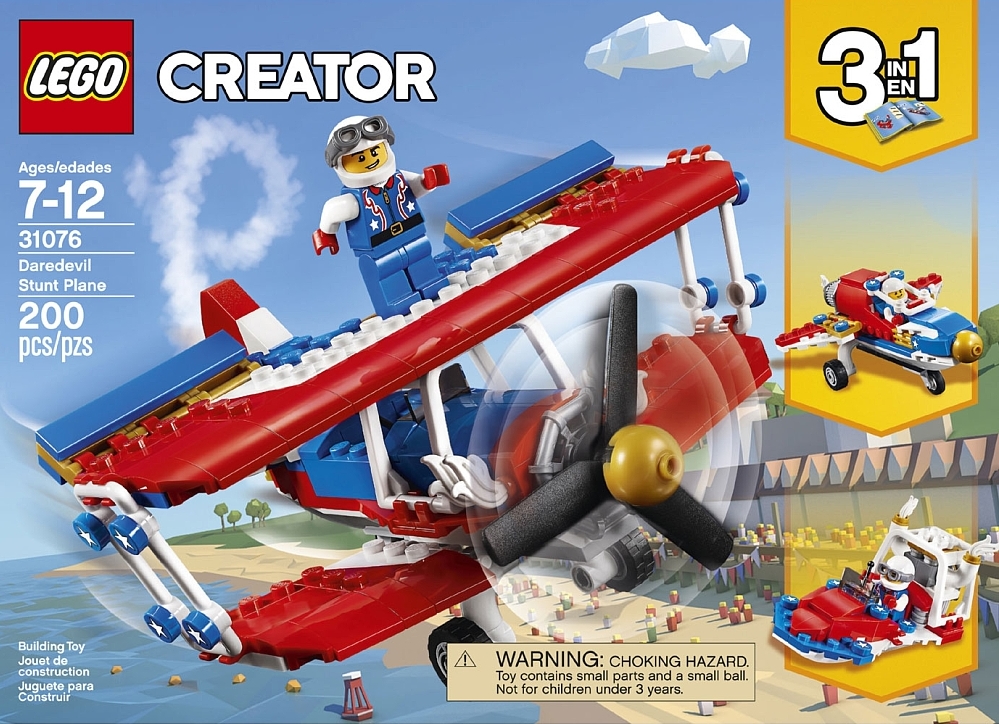 LEGO CREATOR
3 IN EN 1
Ages/edades
7-12
31076
Daredevil
Stunt Plane
200
pcs/pzs
Building Toy
Jouet de
construction
Juguete para
Construir
WARNING: CHOKING HAZARD.
Toy contains small parts and a small ball.
Not for children under 3 years.